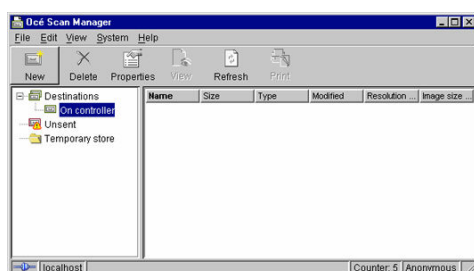 Océ Scan Manager
File Edit View System Help
New Delete Properties View Refresh Print
Destinations
On controller
Unsent
Temporary store
Name Size Type Modified Resolution ... Image size ...
localhost Counter: 5 Anonymous